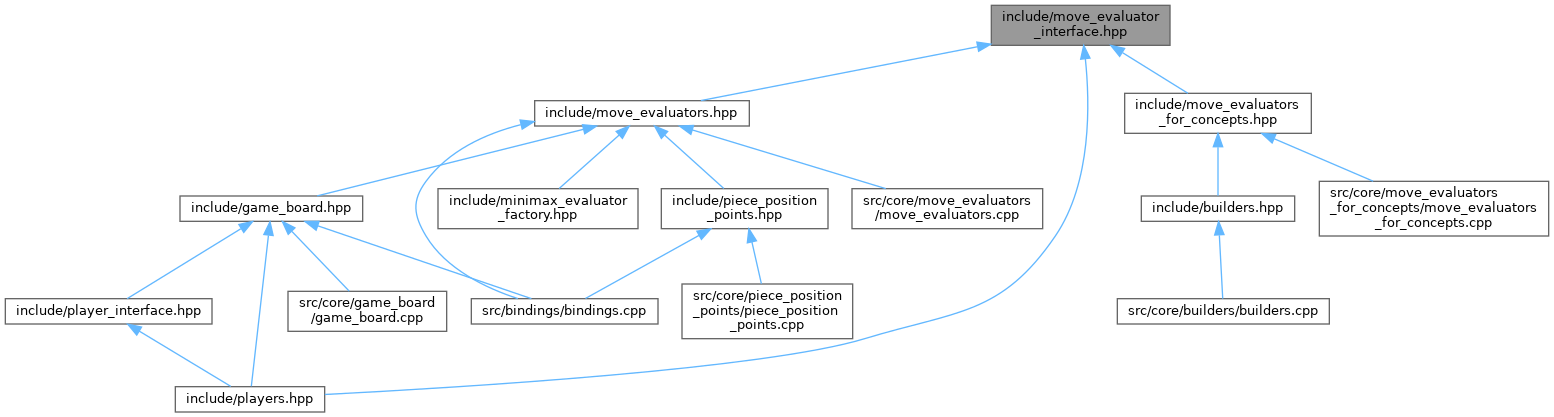 include/move_evaluator
_interface.hpp
include/move_evaluators.hpp
include/move_evaluators
_for_concepts.hpp
include/game_board.hpp
include/minimax_evaluator
_factory.hpp
include/piece_position
_points.hpp
src/core/move_evaluators
/move_evaluators.cpp
include/builders.hpp
src/core/move_evaluators
_for_concepts/move_evaluators
_for_concepts.cpp
include/player_interface.hpp
src/core/game_board
/game_board.cpp
src/bindings/bindings.cpp
src/core/piece_position
_points/piece_position
_points.cpp
src/core/builders/builders.cpp
include/players.hpp